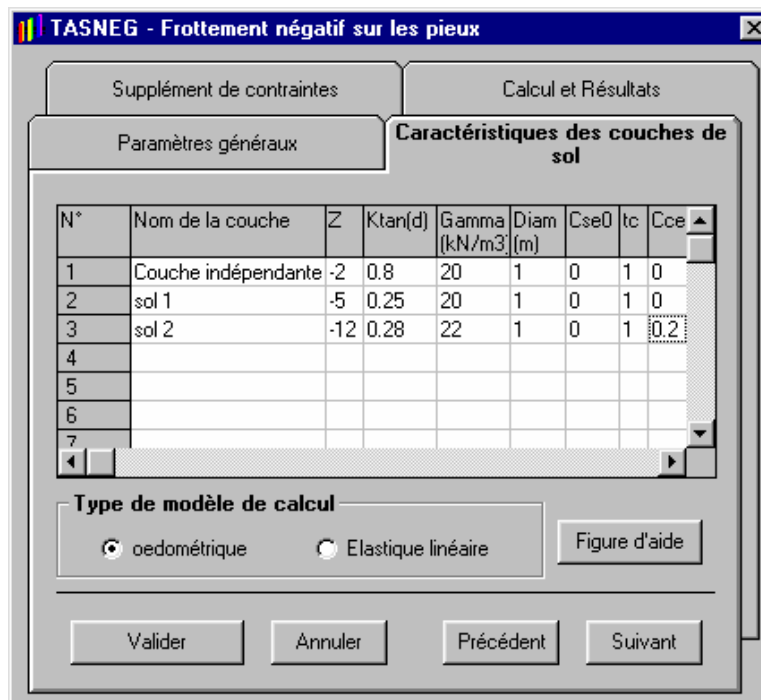 TASNEG - Frottement négatif sur les pieux
Supplément de contraintes
Calcul et Résultats
Paramètres généraux
Caractéristiques des couches de
sol
N° Nom de la couche Z Ktan(d) Gamma (kN/m3) Diam (m) Cse0 tc Cce
1 Couche indépendante -2 0.8 20 1 0 1 0
2 sol 1 -5 0.25 20 1 0 1 0
3 sol 2 -12 0.28 22 1 0 1 0.2
4
5
6
7
Type de modèle de calcul
oedométrique
Elastique linéaire
Figure d'aide
Valider
Annuler
Précédent
Suivant